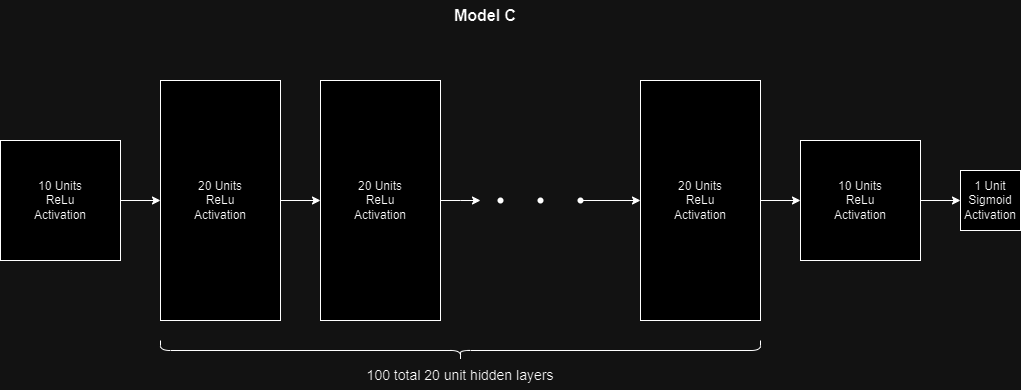 Model C
10 Units
ReLu
Activation
20 Units
ReLu
Activation
20 Units
ReLu
Activation
20 Units
ReLu
Activation
10 Units
ReLu
Activation
1 Unit
Sigmoid
Activation
100 total 20 unit hidden layers